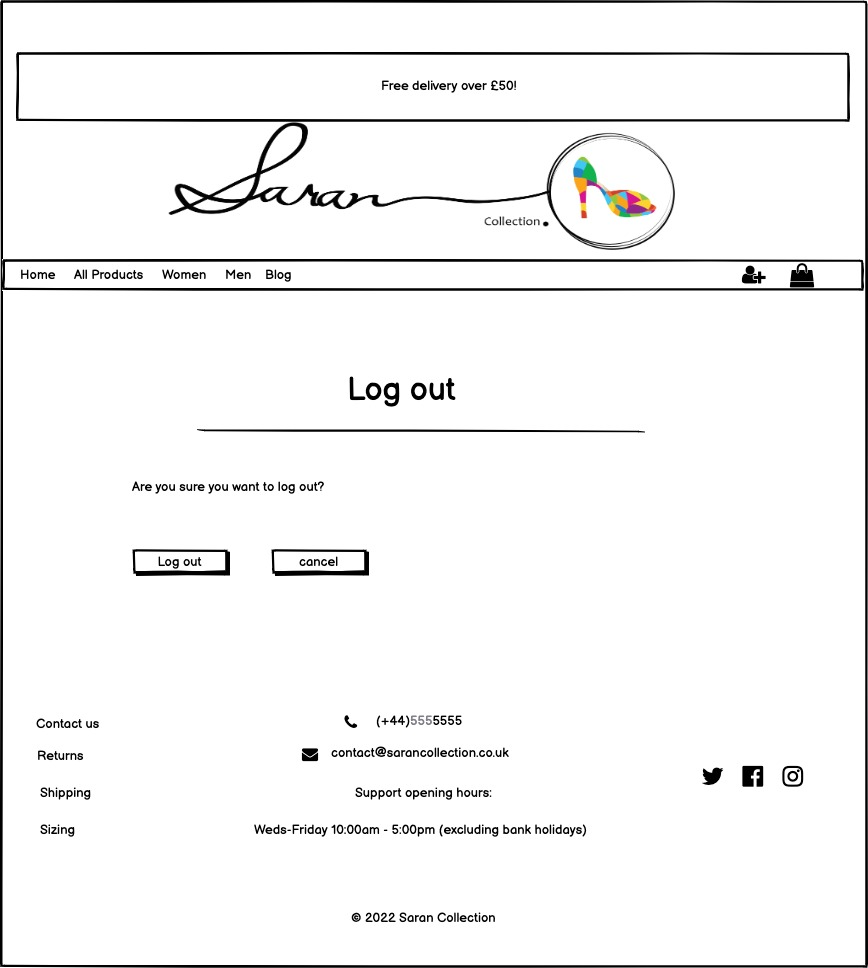 Free delivery over £50!
Saran
Collection.
Home All Products Women Men Blog
Log out
Are you sure you want to log out?
Log out cancel
Contact us
Returns
Shipping
Sizing
(+44)5555555
contact@sarancollection.co.uk
Support opening hours:
Weds-Friday 10:00am - 5:00pm (excluding bank holidays)
© 2022 Saran Collection